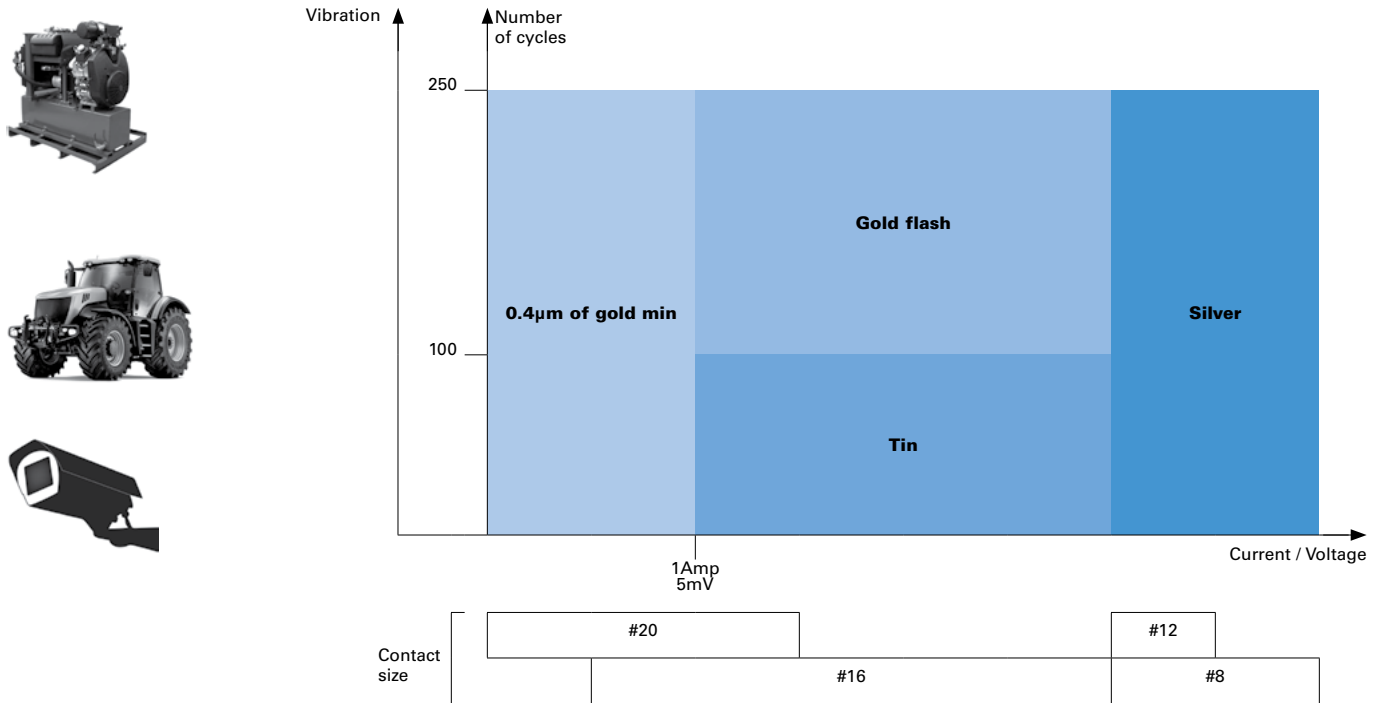 Vibration
Number
of cycles
250
Gold flash
0.4µm of gold min
Silver
100
Tin
Current / Voltage
1Amp
5mV
#20
#12
Contact
size
#16
#8